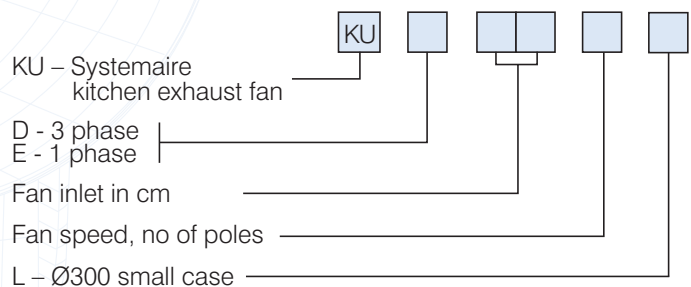 KU
KU – Systemaire
kitchen exhaust fan
D - 3 phase
E - 1 phase
Fan inlet in cm
Fan speed, no of poles
L – Ø300 small case